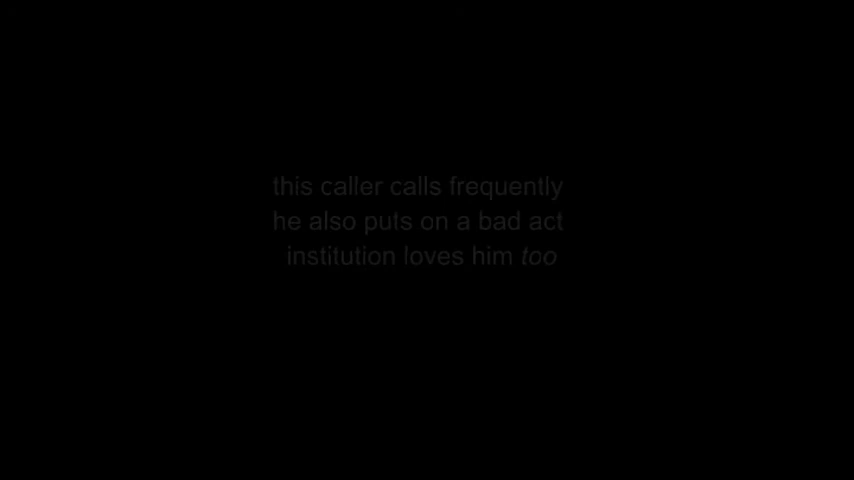 this caller calls frequently
he also puts on a bad act
institution loves him too